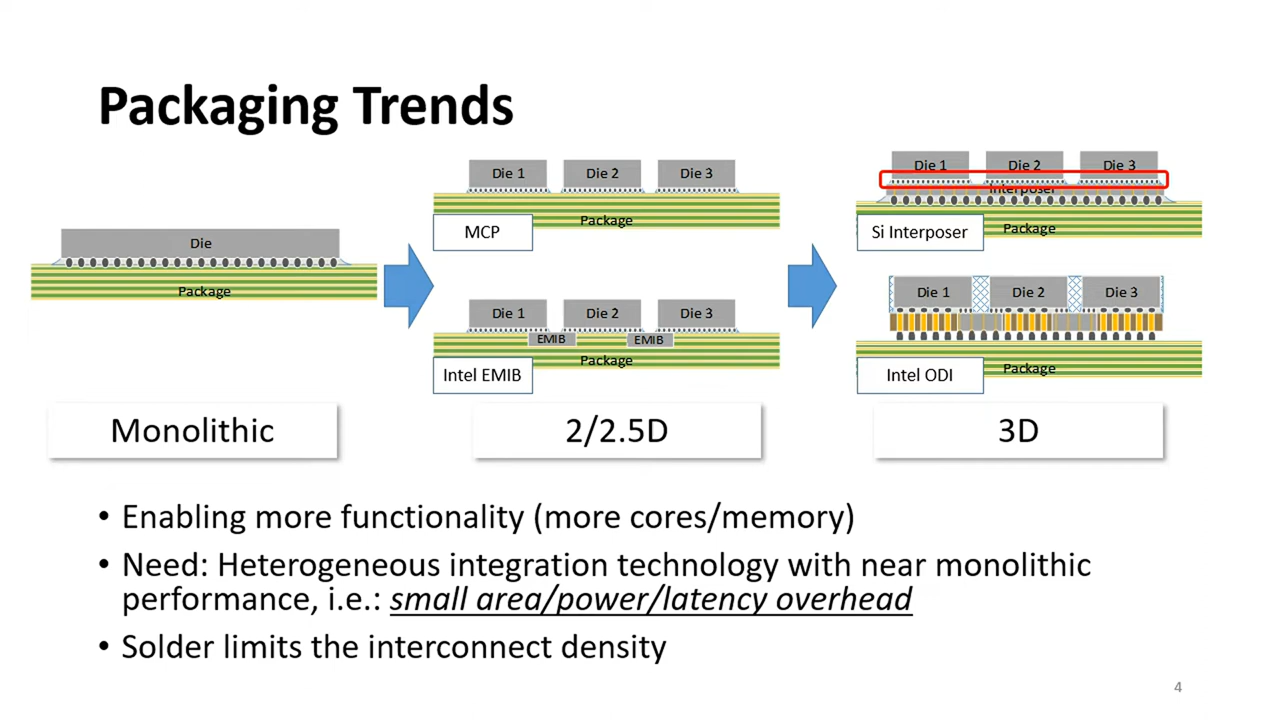 Packaging Trends
Die
Package
Monolithic
Die 1 Die 2 Die 3
Package
MCP
Die 1 Die 2 Die 3
EMIB EMIB
Package
Intel EMIB
2/2.5D
Die 1 Die 2 Die 3
Interposer
Package
Si Interposer
Die 1 Die 2 Die 3
Package
Intel ODI
3D
• Enabling more functionality (more cores/memory)
• Need: Heterogeneous integration technology with near monolithic
performance, i.e.: small area/power/latency overhead
• Solder limits the interconnect density
4